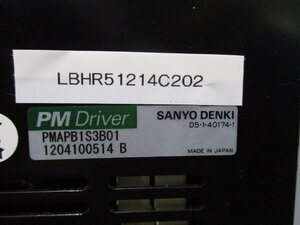 LBHR51214C202
PM Driver
SANYO DENKI
D5-1-40174-1
PMAPB1S3B01
1204100514 B
MADE IN JAPAN